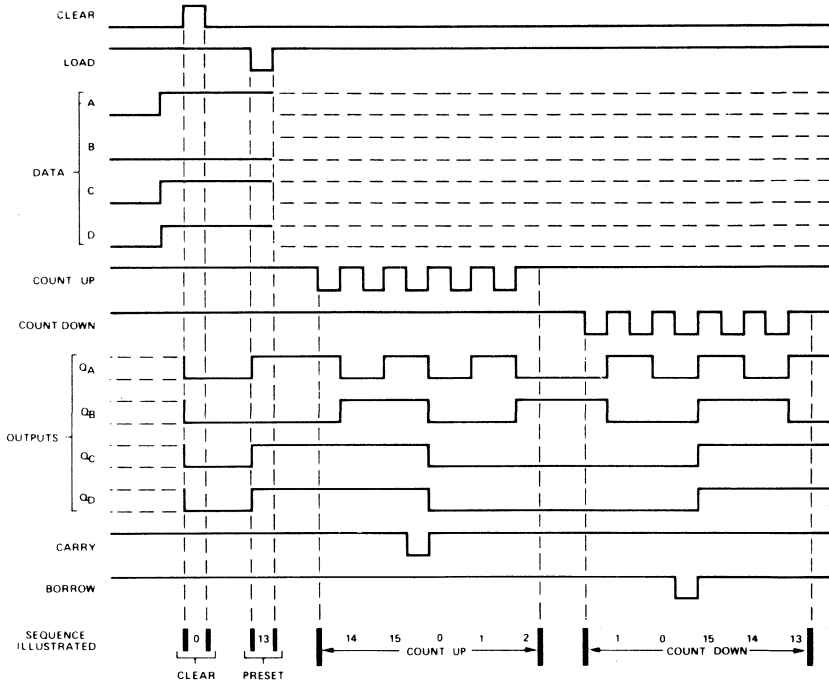 CLEAR
LOAD
A
B
DATA
C
D
COUNT UP
COUNT DOWN
QA
QB
OUTPUTS
QC
QD
CARRY
BORROW
SEQUENCE
ILLUSTRATED
0 13 14 15 0 1 2 1 0 15 14 13
COUNT UP COUNT DOWN
CLEAR PRESET